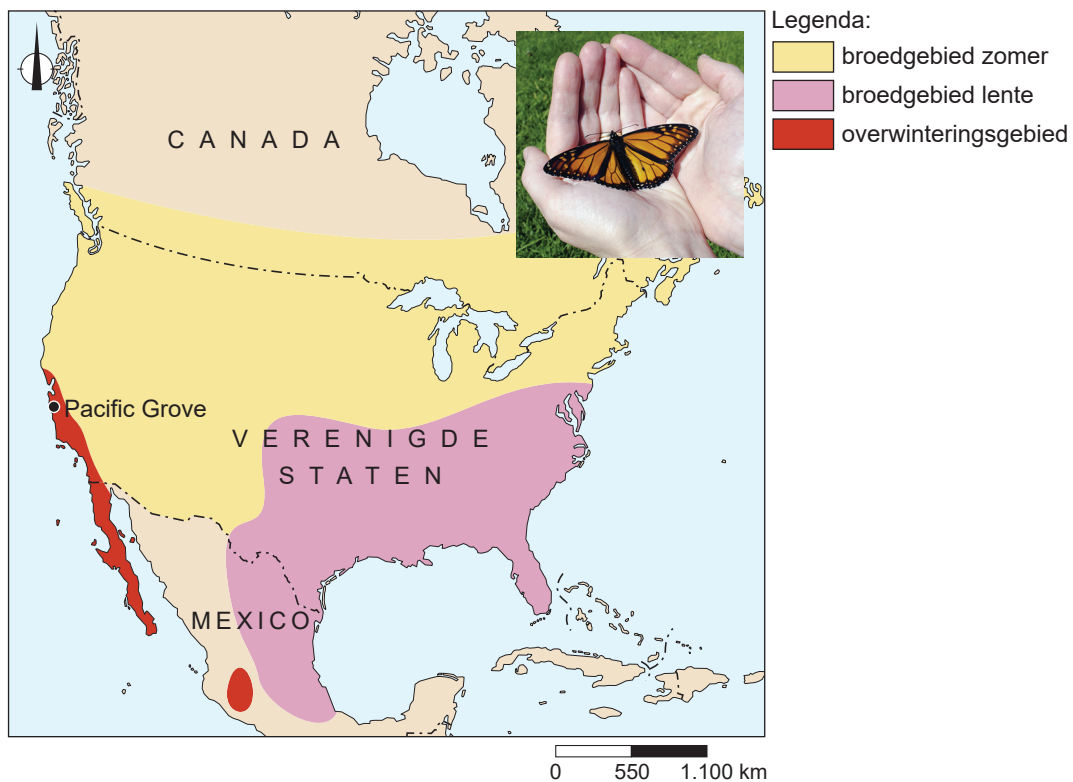 Legenda:
broedgebied zomer
broedgebied lente
overwinteringsgebied
CANADA
Pacific Grove
VERENIGDE
STATEN
MEXICO
0 550 1.100 km